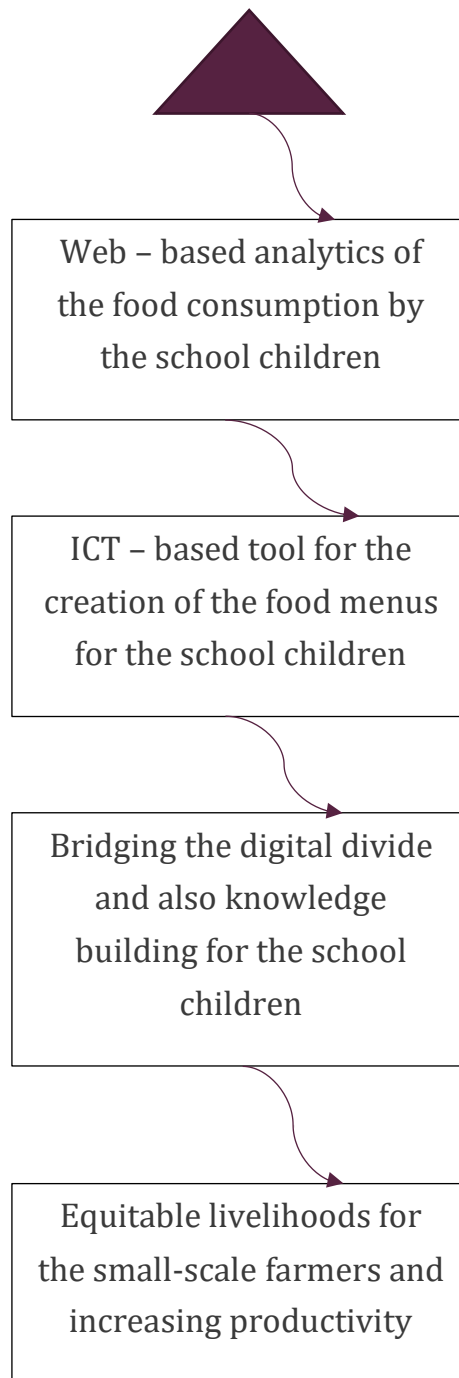 Web – based analytics of
the food consumption by
the school children
ICT – based tool for the
creation of the food menus
for the school children
Bridging the digital divide
and also knowledge
building for the school
children
Equitable livelihoods for
the small-scale farmers and
increasing productivity